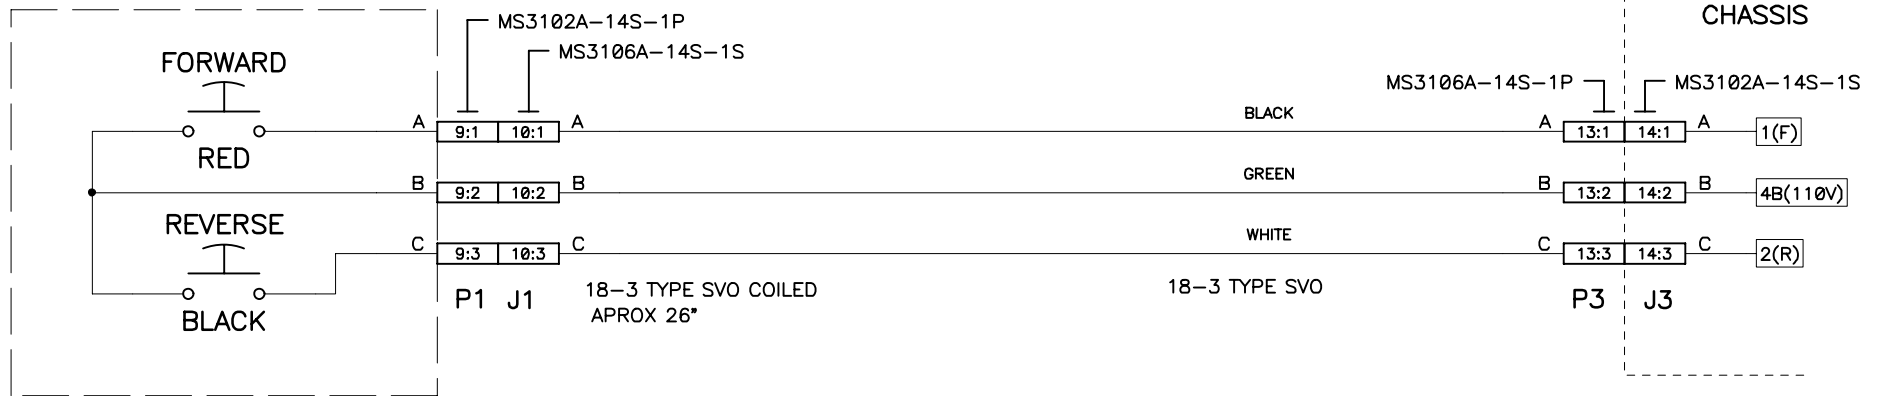 CHASSIS
MS3102A-14S-1P
MS3106A-14S-1S
FORWARD
MS3106A-14S-1P
MS3102A-14S-1S
A 9:1 10:1 A BLACK A 13:1 14:1 A 1(F)
RED
B 9:2 10:2 B GREEN B 13:2 14:2 B 4B(110V)
REVERSE
C 9:3 10:3 C WHITE C 13:3 14:3 C 2(R)
P1 J1 18-3 TYPE SVO COILED 18-3 TYPE SVO P3 J3
APROX 26"
BLACK